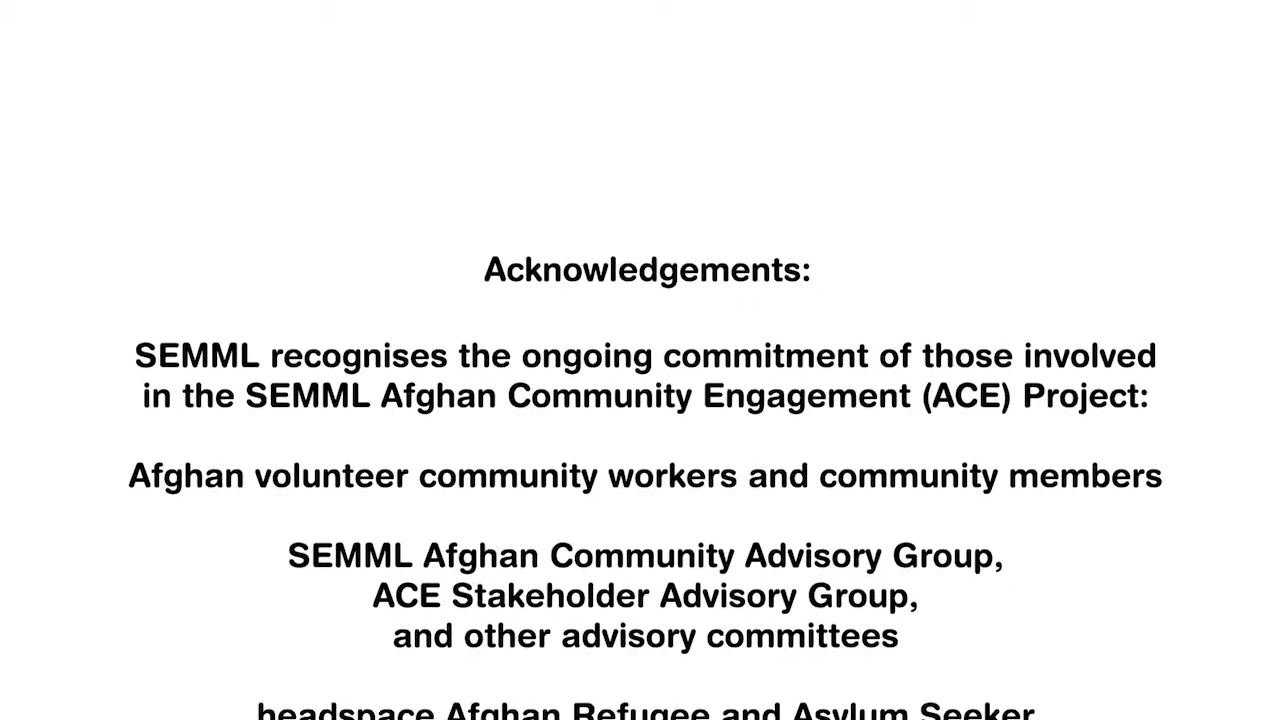 Acknowledgements:
SEMML recognises the ongoing commitment of those involved
in the SEMML Afghan Community Engagement (ACE) Project:
Afghan volunteer community workers and community members
SEMML Afghan Community Advisory Group,
ACE Stakeholder Advisory Group,
and other advisory committees
headspace Afghan Refugee and Asylum Seeker